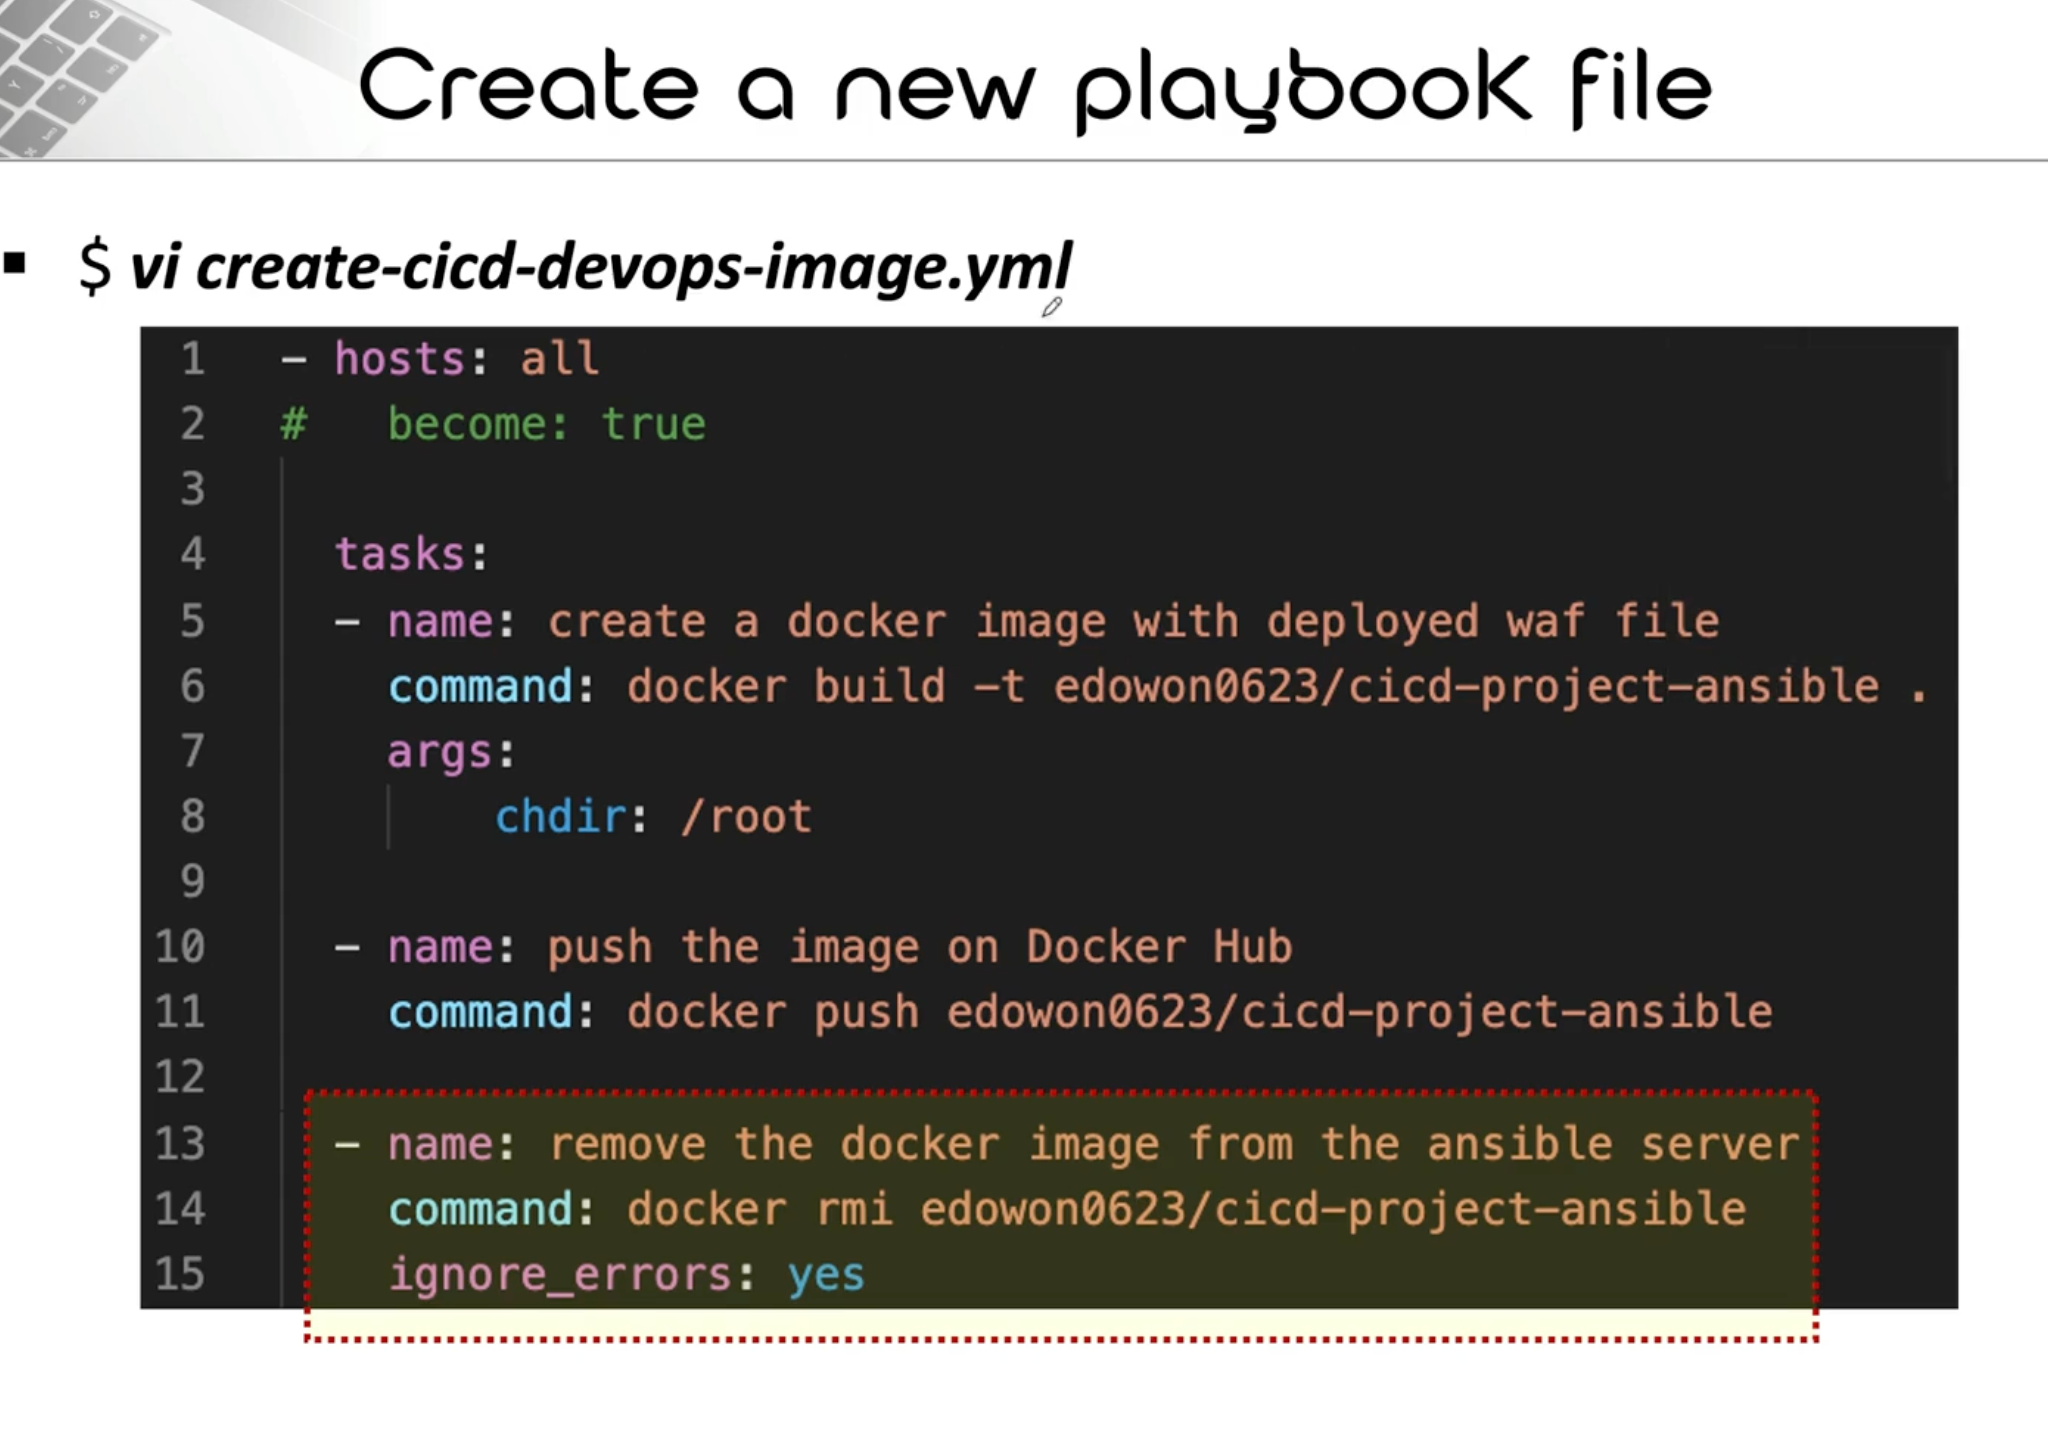 Create a new playbook file
▪ $ vi create-cicd-devops-image.yml
1 - hosts: all
2 #   become: true
3
4   tasks:
5   - name: create a docker image with deployed waf file
6     command: docker build -t edowon0623/cicd-project-ansible .
7     args:
8         chdir: /root
9
10   - name: push the image on Docker Hub
11     command: docker push edowon0623/cicd-project-ansible
12
13   - name: remove the docker image from the ansible server
14     command: docker rmi edowon0623/cicd-project-ansible
15     ignore_errors: yes